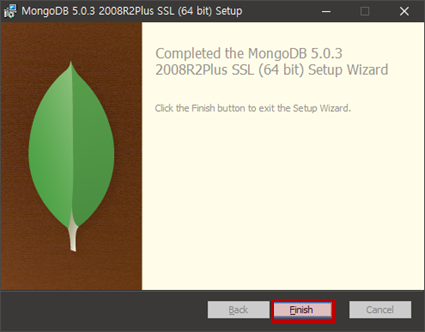 MongoDB 5.0.3 2008R2Plus SSL (64 bit) Setup
Completed the MongoDB 5.0.3
2008R2Plus SSL (64 bit) Setup Wizard
Click the Finish button to exit the Setup Wizard.
Back Finish Cancel